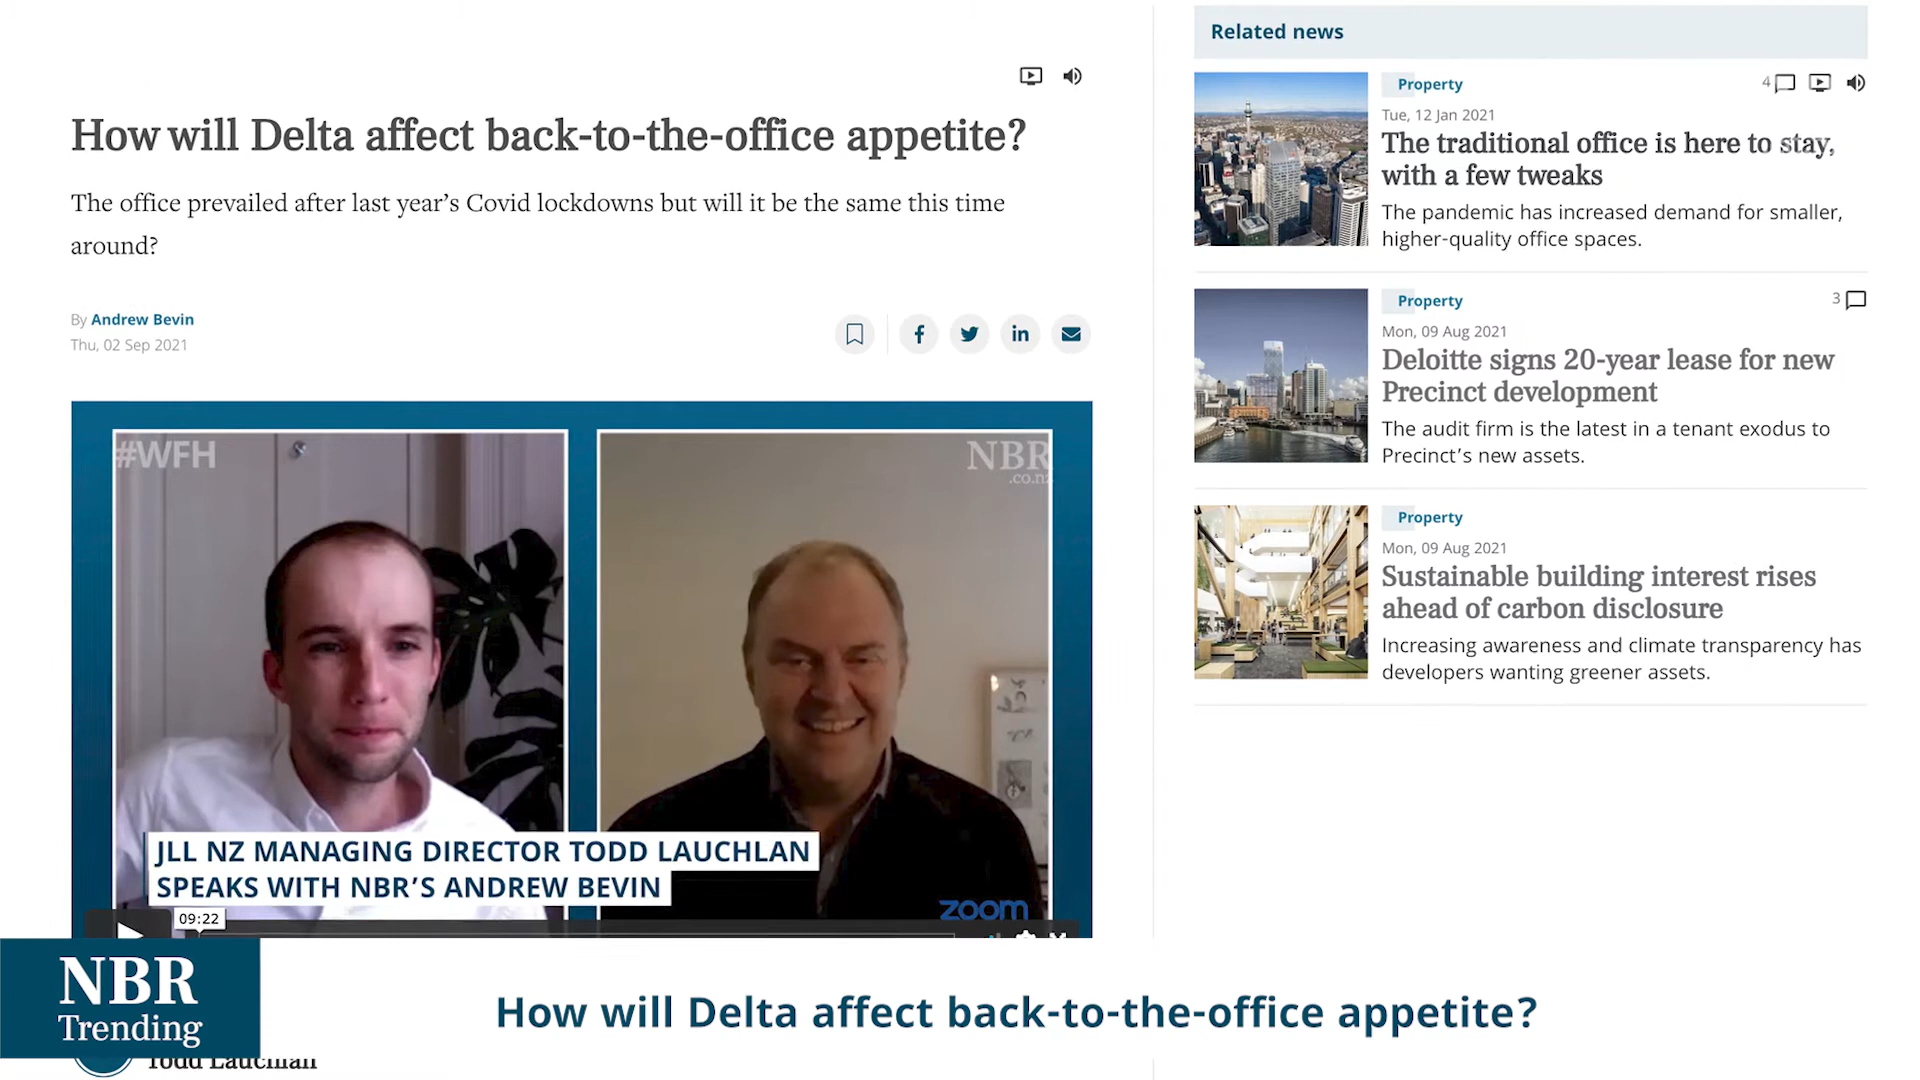 How will Delta affect back-to-the-office appetite?
The office prevailed after last year's Covid lockdowns but will it be the same this time
around?
By Andrew Bevin
Thu, 02 Sep 2021
#WFH
NBR
.co.nz
JLL NZ MANAGING DIRECTOR TODD LAUCHLAN
SPEAKS WITH NBR'S ANDREW BEVIN
zoom
09:22
Related news
Property
4
Tue, 12 Jan 2021
The traditional office is here to stay,
with a few tweaks
The pandemic has increased demand for smaller,
higher-quality office spaces.
Property
3
Mon, 09 Aug 2021
Deloitte signs 20-year lease for new
Precinct development
The audit firm is the latest in a tenant exodus to
Precinct's new assets.
Property
Mon, 09 Aug 2021
Sustainable building interest rises
ahead of carbon disclosure
Increasing awareness and climate transparency has
developers wanting greener assets.
NBR
Trending
How will Delta affect back-to-the-office appetite?
Todd Lauchlan